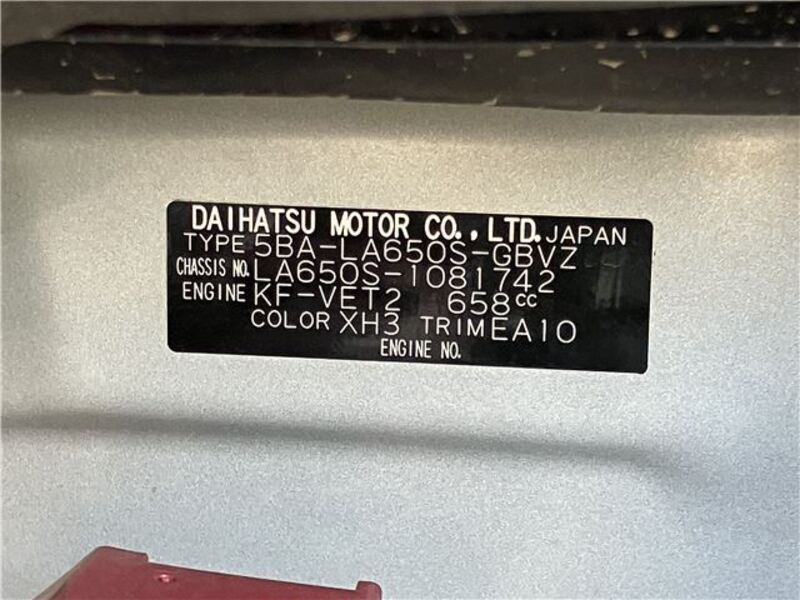 DAIHATSU MOTOR CO., LTD. JAPAN
TYPE 5BA-LA650S-GBVZ
CHASSIS NO. LA650S-1081742
ENGINE KF-VET2 658cc
COLOR XH3 TRIM EA10
ENGINE NO.